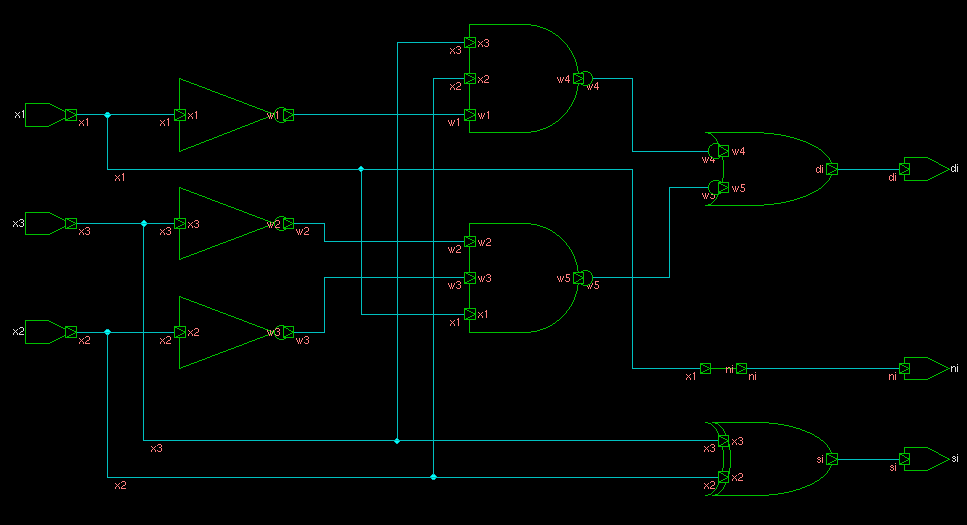 x3 x3
x2 x2 w4 w4
x1 x1 x1 x1 w1 w1 w1
w4 w4
x1 di di di
w5 w5
x3 x3 x3 x3 w2 w2 w2 w2
w3 w3 w5 w5
x1 x1
x2 x2 x2 x2 w3 w3
x1 ni ni ni ni
x3 x3 x3
x2 x2 x2
si si si